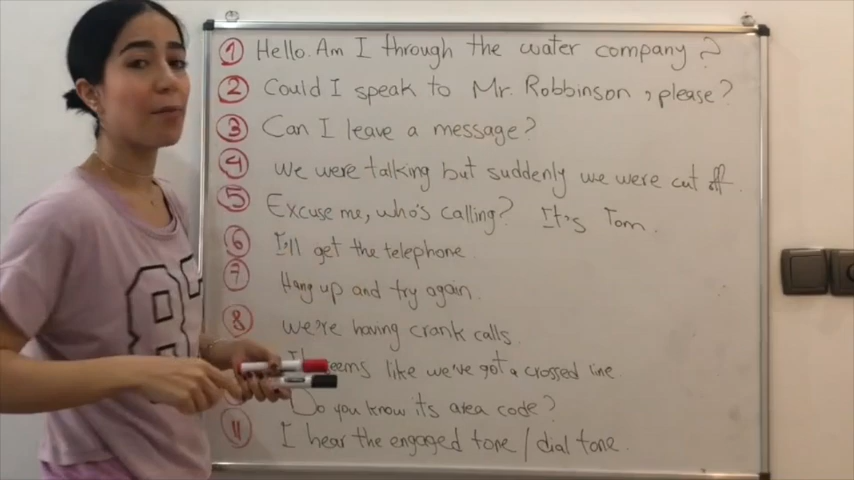 1 Hello. Am I through the water company?
2 Could I speak to Mr. Robbinson, please?
3 Can I leave a message?
4 we were talking but suddenly we were cut off.
5 Excuse me, who's calling? It's Tom.
6 I'll get the telephone.
7 Hang up and try again.
8 we're having crank calls.
seems like we've got a crossed line
Do you know it's area code?
11 I hear the engaged tone / dial tone.